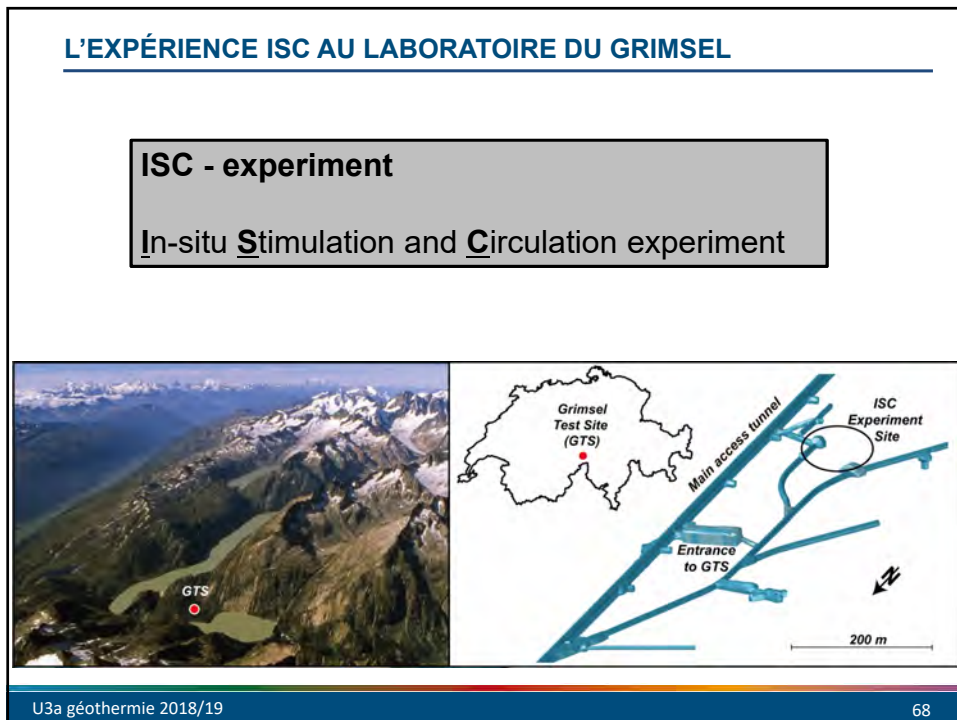 L'EXPÉRIENCE ISC AU LABORATOIRE DU GRIMSEL
ISC - experiment
In-situ Stimulation and Circulation experiment
GTS
Grimsel
Test Site
(GTS)
Main access tunnel
ISC
Experiment
Site
Entrance
to GTS
N
200 m
U3a géothermie 2018/19
68